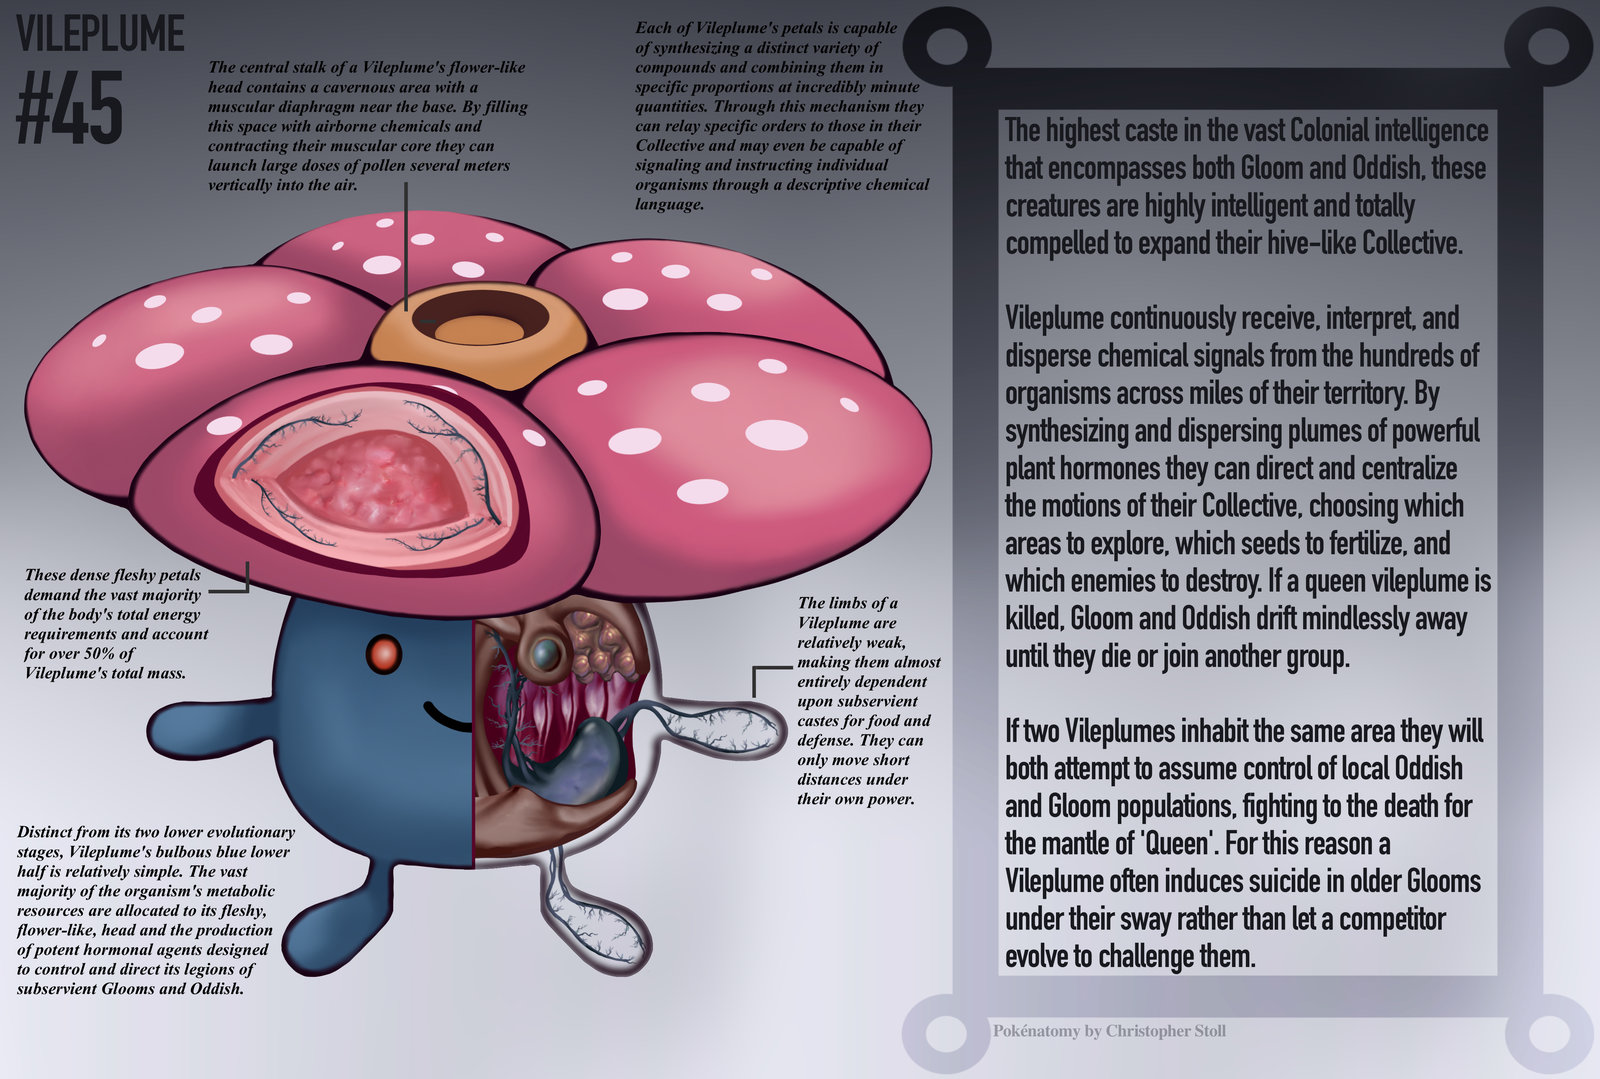 VILEPLUME
#45
The central stalk of a Vileplume's flower-like
head contains a cavernous area with a
muscular diaphragm near the base. By filling
this space with airborne chemicals and
contracting their muscular core they can
launch large doses of pollen several meters
vertically into the air.
Each of Vileplume's petals is capable
of synthesizing a distinct variety of
compounds and combining them in
specific proportions at incredibly minute
quantities. Through this mechanism they
can relay specific orders to those in their
Collective and may even be capable of
signaling and instructing individual
organisms through a descriptive chemical
language.
These dense fleshy petals
demand the vast majority
of the body's total energy
requirements and account
for over 50% of
Vileplume's total mass.
The limbs of a
Vileplume are
relatively weak,
making them almost
entirely dependent
upon subservient
castes for food and
defense. They can
only move short
distances under
their own power.
Distinct from its two lower evolutionary
stages, Vileplume's bulbous blue lower
half is relatively simple. The vast
majority of the organism's metabolic
resources are allocated to its fleshy,
flower-like, head and the production
of potent hormonal agents designed
to control and direct its legions of
subservient Glooms and Oddish.
The highest caste in the vast Colonial intelligence
that encompasses both Gloom and Oddish, these
creatures are highly intelligent and totally
compelled to expand their hive-like Collective.
Vileplume continuously receive, interpret, and
disperse chemical signals from the hundreds of
organisms across miles of their territory. By
synthesizing and dispersing plumes of powerful
plant hormones they can direct and centralize
the motions of their Collective, choosing which
areas to explore, which seeds to fertilize, and
which enemies to destroy. If a queen vileplume is
killed, Gloom and Oddish drift mindlessly away
until they die or join another group.
If two Vileplumes inhabit the same area they will
both attempt to assume control of local Oddish
and Gloom populations, fighting to the death for
the mantle of 'Queen'. For this reason a
Vileplume often induces suicide in older Glooms
under their sway rather than let a competitor
evolve to challenge them.
Pokénatomy by Christopher Stoll